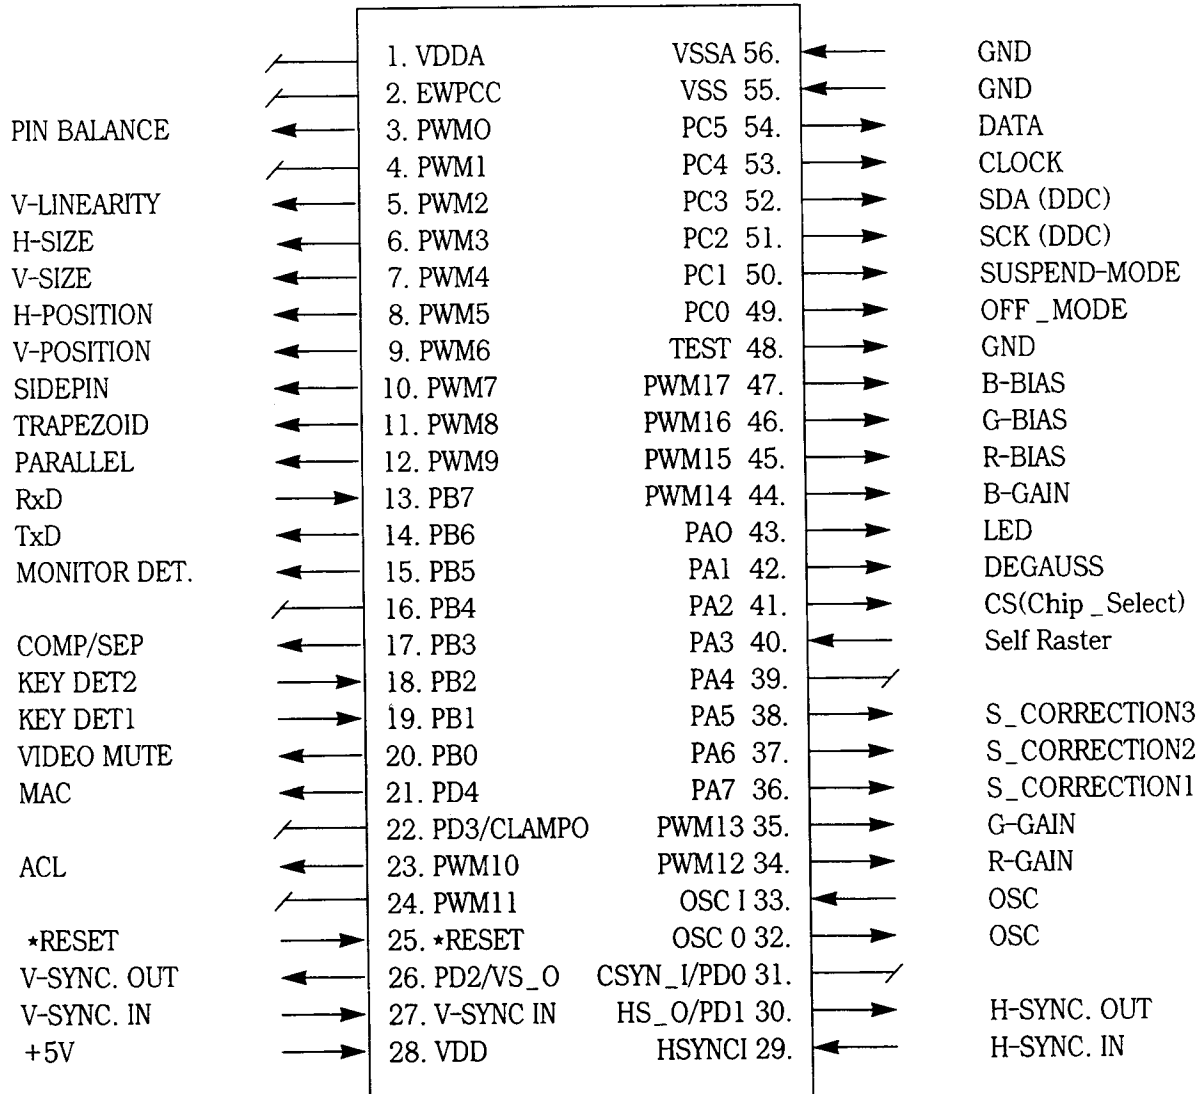 1. VDDA VSSA 56. GND
2. EWPCC VSS 55. GND
PIN BALANCE 3. PWMO PC5 54. DATA
4. PWM1 PC4 53. CLOCK
V-LINEARITY 5. PWM2 PC3 52. SDA (DDC)
H-SIZE 6. PWM3 PC2 51. SCK (DDC)
V-SIZE 7. PWM4 PC1 50. SUSPEND-MODE
H-POSITION 8. PWM5 PC0 49. OFF_MODE
V-POSITION 9. PWM6 TEST 48. GND
SIDEPIN 10. PWM7 PWM17 47. B-BIAS
TRAPEZOID 11. PWM8 PWM16 46. G-BIAS
PARALLEL 12. PWM9 PWM15 45. R-BIAS
RxD 13. PB7 PWM14 44. B-GAIN
TxD 14. PB6 PAO 43. LED
MONITOR DET. 15. PB5 PA1 42. DEGAUSS
16. PB4 PA2 41. CS(Chip_Select)
COMP/SEP 17. PB3 PA3 40. Self Raster
KEY DET2 18. PB2 PA4 39.
KEY DET1 19. PB1 PA5 38. S_CORRECTION3
VIDEO MUTE 20. PB0 PA6 37. S_CORRECTION2
MAC 21. PD4 PA7 36. S_CORRECTION1
22. PD3/CLAMPO PWM13 35. G-GAIN
ACL 23. PWM10 PWM12 34. R-GAIN
24. PWM11 OSC I 33. OSC
*RESET 25. *RESET OSC O 32. OSC
V-SYNC. OUT 26. PD2/VS_O CSYN_I/PD0 31.
V-SYNC. IN 27. V-SYNC IN HS_O/PD1 30. H-SYNC. OUT
+5V 28. VDD HSYNCI 29. H-SYNC. IN